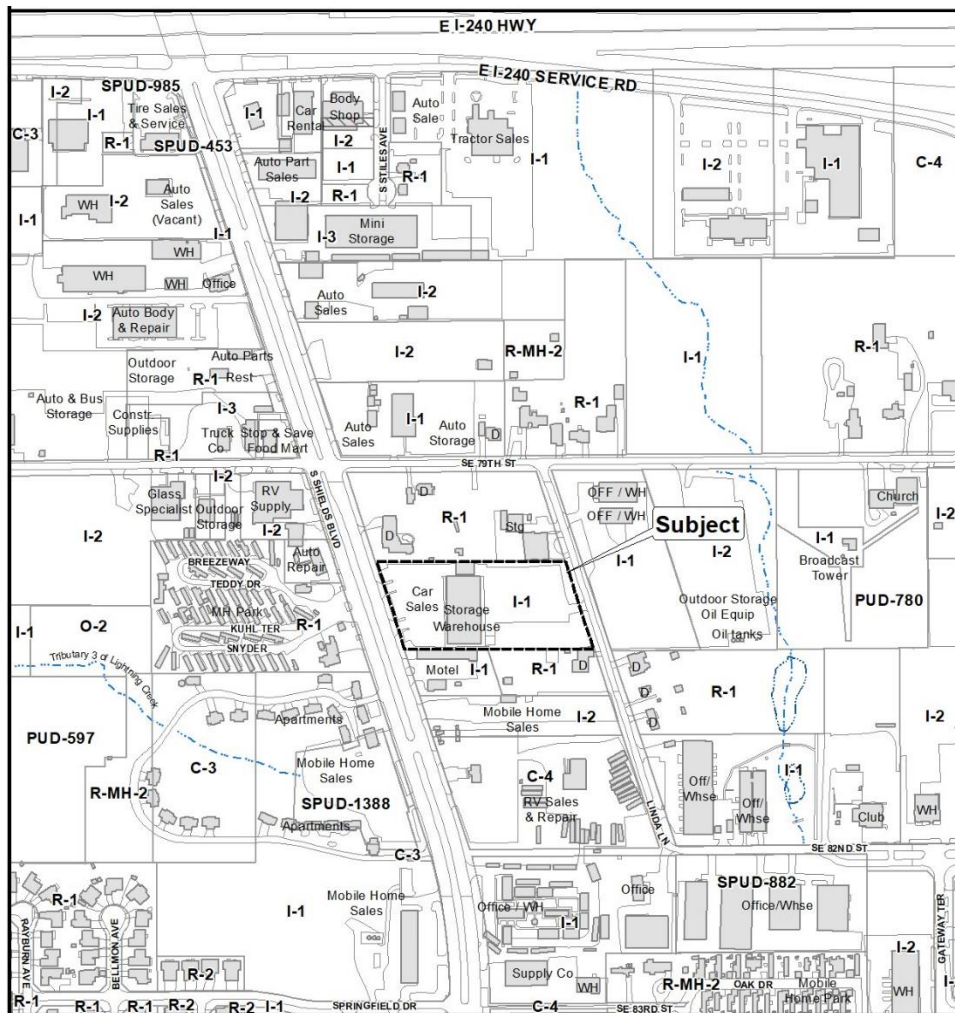 E I-240 HWY
E I-240 SERVICE RD
SPUD-985
I-2
I-1
Tire Sales
& Service
C-3
R-1
SPUD-453
I-1
Car
Rental
Body
Shop
I-2
I-1
R-1
Auto Part
Sales
I-2
S STILES AVE
Auto
Sale
R-1
Tractor Sales
I-1
I-2
I-1
C-4
I-1
WH
I-2
Auto
Sales
(Vacant)
I-1
WH
I-3
Mini
Storage
WH
WH
Office
Auto
Sales
I-2
I-2
Auto Body
& Repair
I-2
R-MH-2
I-1
R-1
Outdoor
Storage
Auto Parts
R-1
Rest
Auto & Bus
Storage
Constr
Supplies
I-3
Truck
Co.
Stop & Save
Food Mart
R-1
Auto
Sales
I-1
Auto
Storage
D
R-1
SE 79TH ST
S SHIELDS BLVD
I-2
Glass
Specialist
Outdoor
Storage
RV
Supply
I-2
I-2
Auto
Repair
D
R-1
D
Stg
OFF / WH
OFF / WH
I-1
Subject
I-2
Outdoor Storage
Oil Equip
Oil tanks
Church
I-1
Broadcast
Tower
I-2
PUD-780
BREEZEWAY
TEDDY DR
MH Park
KUHL TER
SNYDER
R-1
I-1
O-2
Car
Sales
Storage
Warehouse
I-1
Tributary 3 of Lightning Creek
Motel
I-1
R-1
D
D
D
D
R-1
Mobile Home
Sales
I-2
I-2
PUD-597
Apartments
C-3
R-MH-2
Mobile Home
Sales
SPUD-1388
Apartments
C-4
RV Sales
& Repair
LINDA LN
Off/
Whse
Off/
Whse
I-1
Club
WH
SE 82ND ST
C-3
R-1
RAYBURN AVE
BELLMON AVE
I-1
Mobile Home
Sales
Office / WH
I-1
Office
SPUD-882
Office/Whse
I-2
GATEWAY TER
R-2
Supply Co
WH
R-MH-2
OAK DR
Mobile
Home Park
WH
R-1
R-1
R-1
R-2
R-2
I-1
SPRINGFIELD DR
C-4
SE 83RD ST